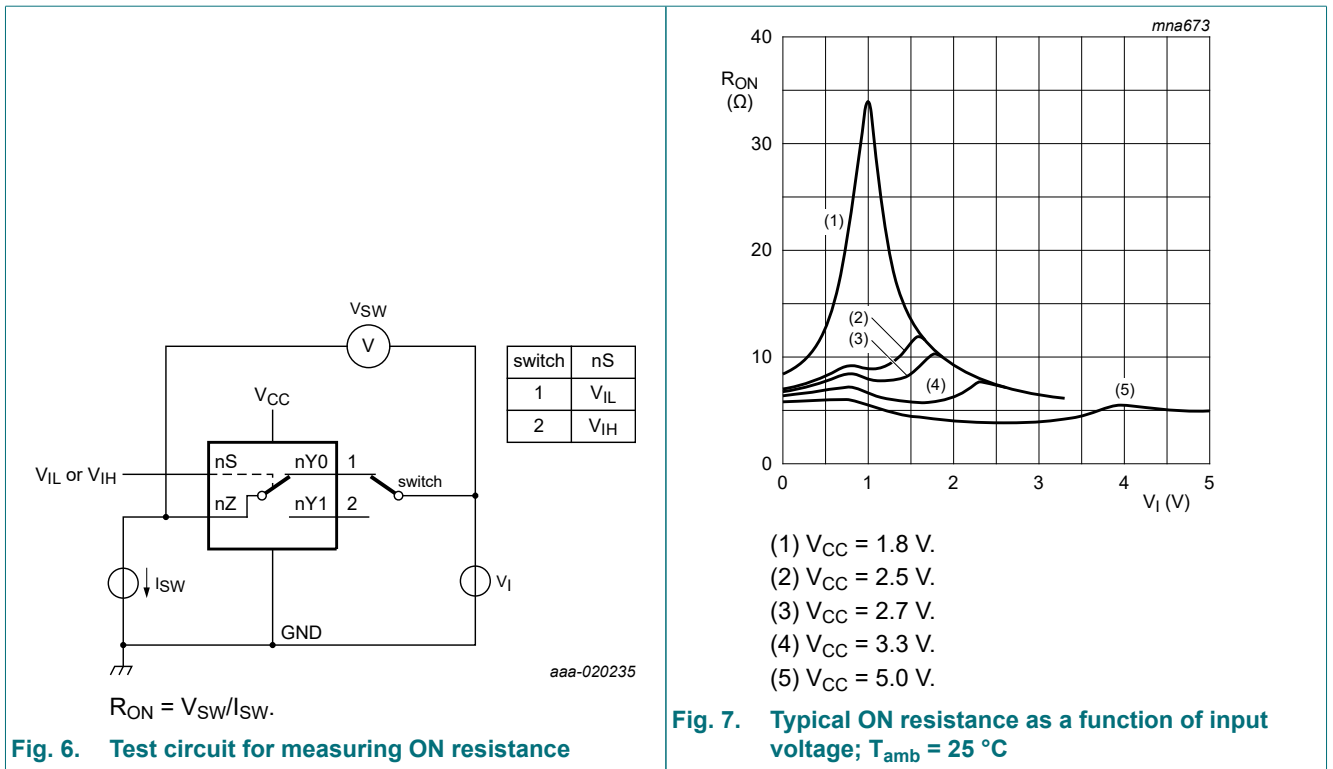 VSW
V
switch nS
1 VIL
2 VIH
VCC
VIL or VIH
nS nY0 1
switch
nZ nY1 2
ISW
VI
GND
aaa-020235
RON = VSW/ISW.
Fig. 6. Test circuit for measuring ON resistance
mna673
40
RON
(Ω)
30
(1)
20
(2)
(3)
10
(4)
(5)
0
0 1 2 3 4 5
VI (V)
(1) VCC = 1.8 V.
(2) VCC = 2.5 V.
(3) VCC = 2.7 V.
(4) VCC = 3.3 V.
(5) VCC = 5.0 V.
Fig. 7. Typical ON resistance as a function of input
voltage; Tamb = 25 °C